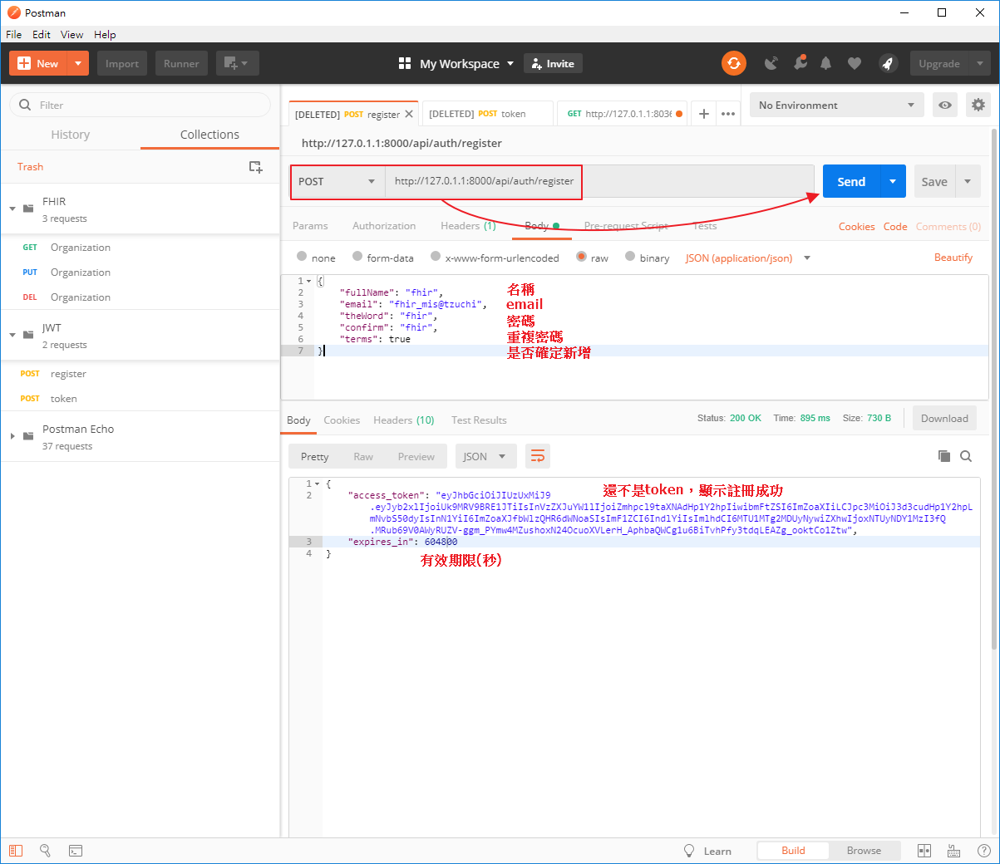 Postman
File Edit View Help
New Import Runner My Workspace Invite Upgrade
Filter
History Collections
Trash
FHIR
3 requests
GET Organization
PUT Organization
DEL Organization
JWT
2 requests
POST register
POST token
Postman Echo
37 requests
[DELETED] POST register [DELETED] POST token GET http://127.0.1.1:8036 No Environment
http://127.0.1.1:8000/api/auth/register
POST http://127.0.1.1:8000/api/auth/register Send Save
Params Authorization Headers (1) Body Pre-request Script Tests Cookies Code Comments (0)
none form-data x-www-form-urlencoded raw binary JSON (application/json) Beautify
1 {
2 "fullName": "fhir", 名稱
3 "email": "fhir_mis@tzuchi", email
4 "theWord": "fhir", 密碼
5 "confirm": "fhir", 重複密碼
6 "terms": true 是否確定新增
7 }
Body Cookies Headers (10) Test Results Status: 200 OK Time: 895 ms Size: 730 B Download
Pretty Raw Preview JSON
1 { 還不是token，顯示註冊成功
2 "access_token": "eyJhbGciOiJIUzUxMiJ9
3 "expires_in": 604800
4 }
有效期限(秒)
Learn Build Browse